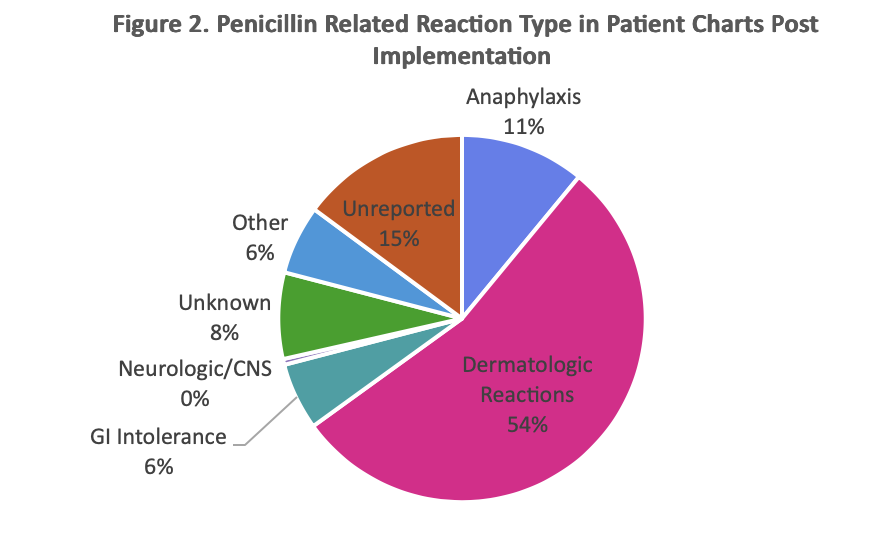 Figure 2. Penicillin Related Reaction Type in Patient Charts Post
Implementation
Anaphylaxis
11%
Unreported
15%
Other
6%
Unknown
8%
Neurologic/CNS
0%
GI Intolerance
6%
Dermatologic
Reactions
54%